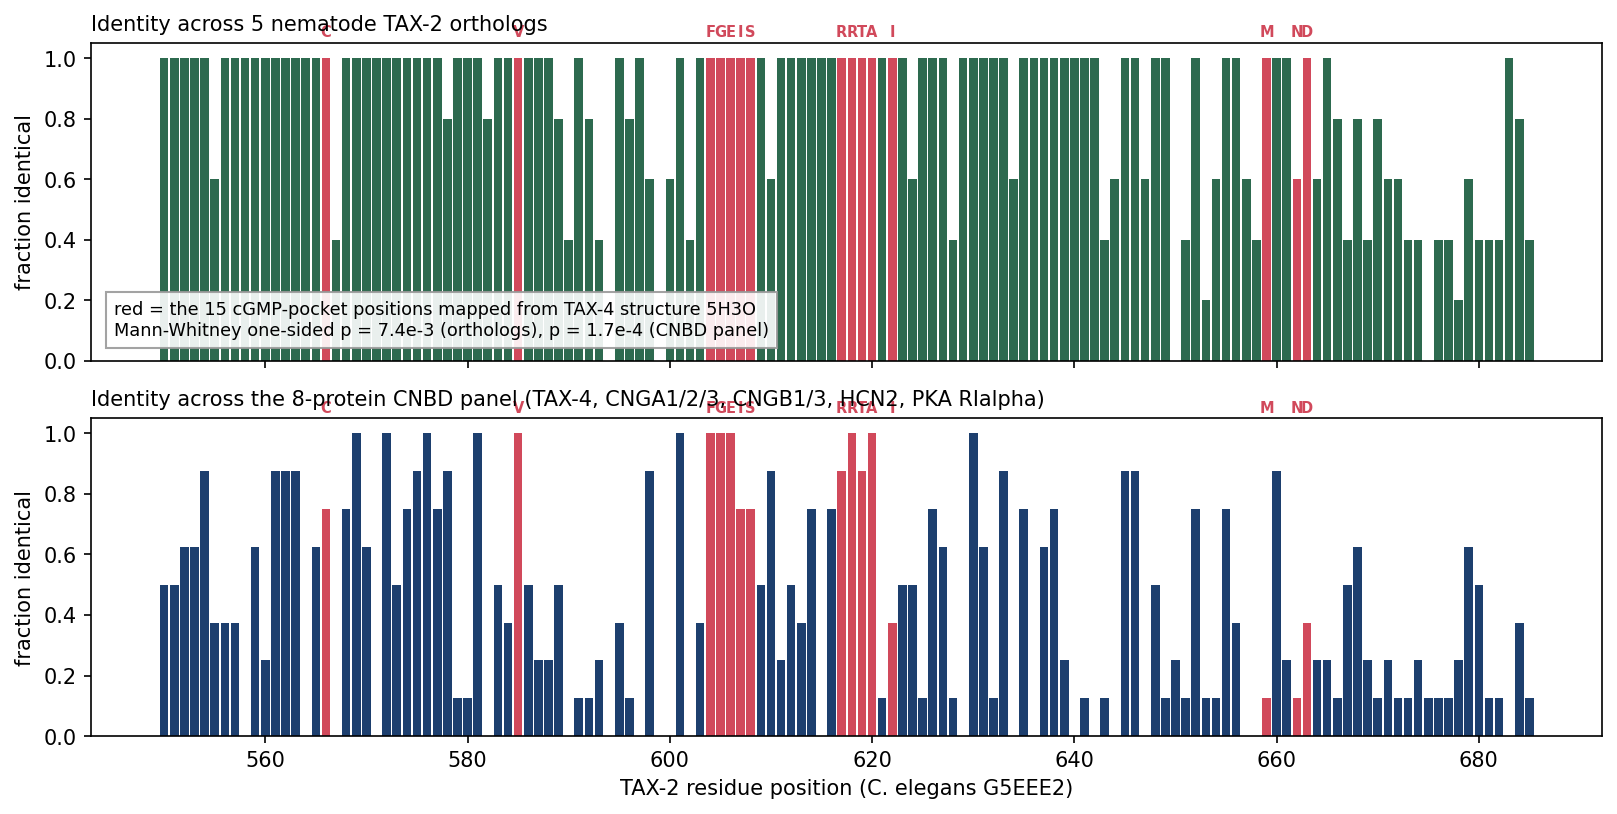 Identity across 5 nematode TAX-2 orthologs
C V FGEIS RRTA I M ND
1.0
0.8
0.6
0.4
0.2
0.0
fraction identical
red = the 15 cGMP-pocket positions mapped from TAX-4 structure 5H3O
Mann-Whitney one-sided p = 7.4e-3 (orthologs), p = 1.7e-4 (CNBD panel)
Identity across the 8-protein CNBD panel (TAX-4, CNGA1/2/3, CNGB1/3, HCN2, PKA RIalpha)
C V FGEIS RRTA I M ND
1.0
0.8
0.6
0.4
0.2
0.0
fraction identical
560 580 600 620 640 660 680
TAX-2 residue position (C. elegans G5EEE2)